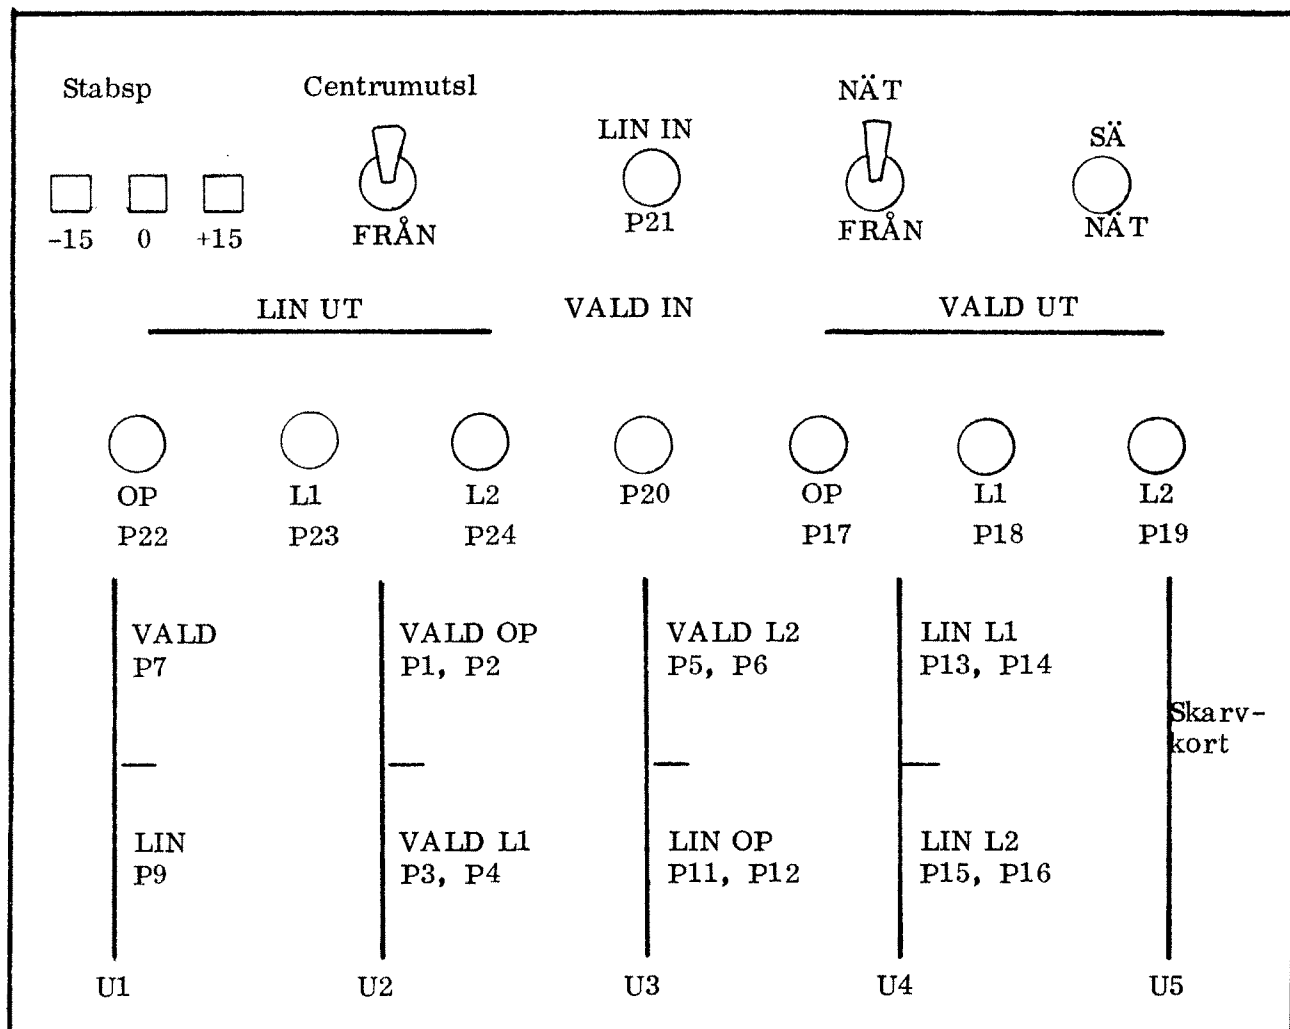 Stabsp
Centrumutsl
NÄT
LIN IN
SÄ
-15 0 +15
FRÅN
P21
FRÅN
NÄT
LIN UT
VALD IN
VALD UT
OP L1 L2 P20 OP L1 L2
P22 P23 P24 P17 P18 P19
VALD
P7
VALD OP
P1, P2
VALD L2
P5, P6
LIN L1
P13, P14
Skarv-
kort
LIN
P9
VALD L1
P3, P4
LIN OP
P11, P12
LIN L2
P15, P16
U1 U2 U3 U4 U5